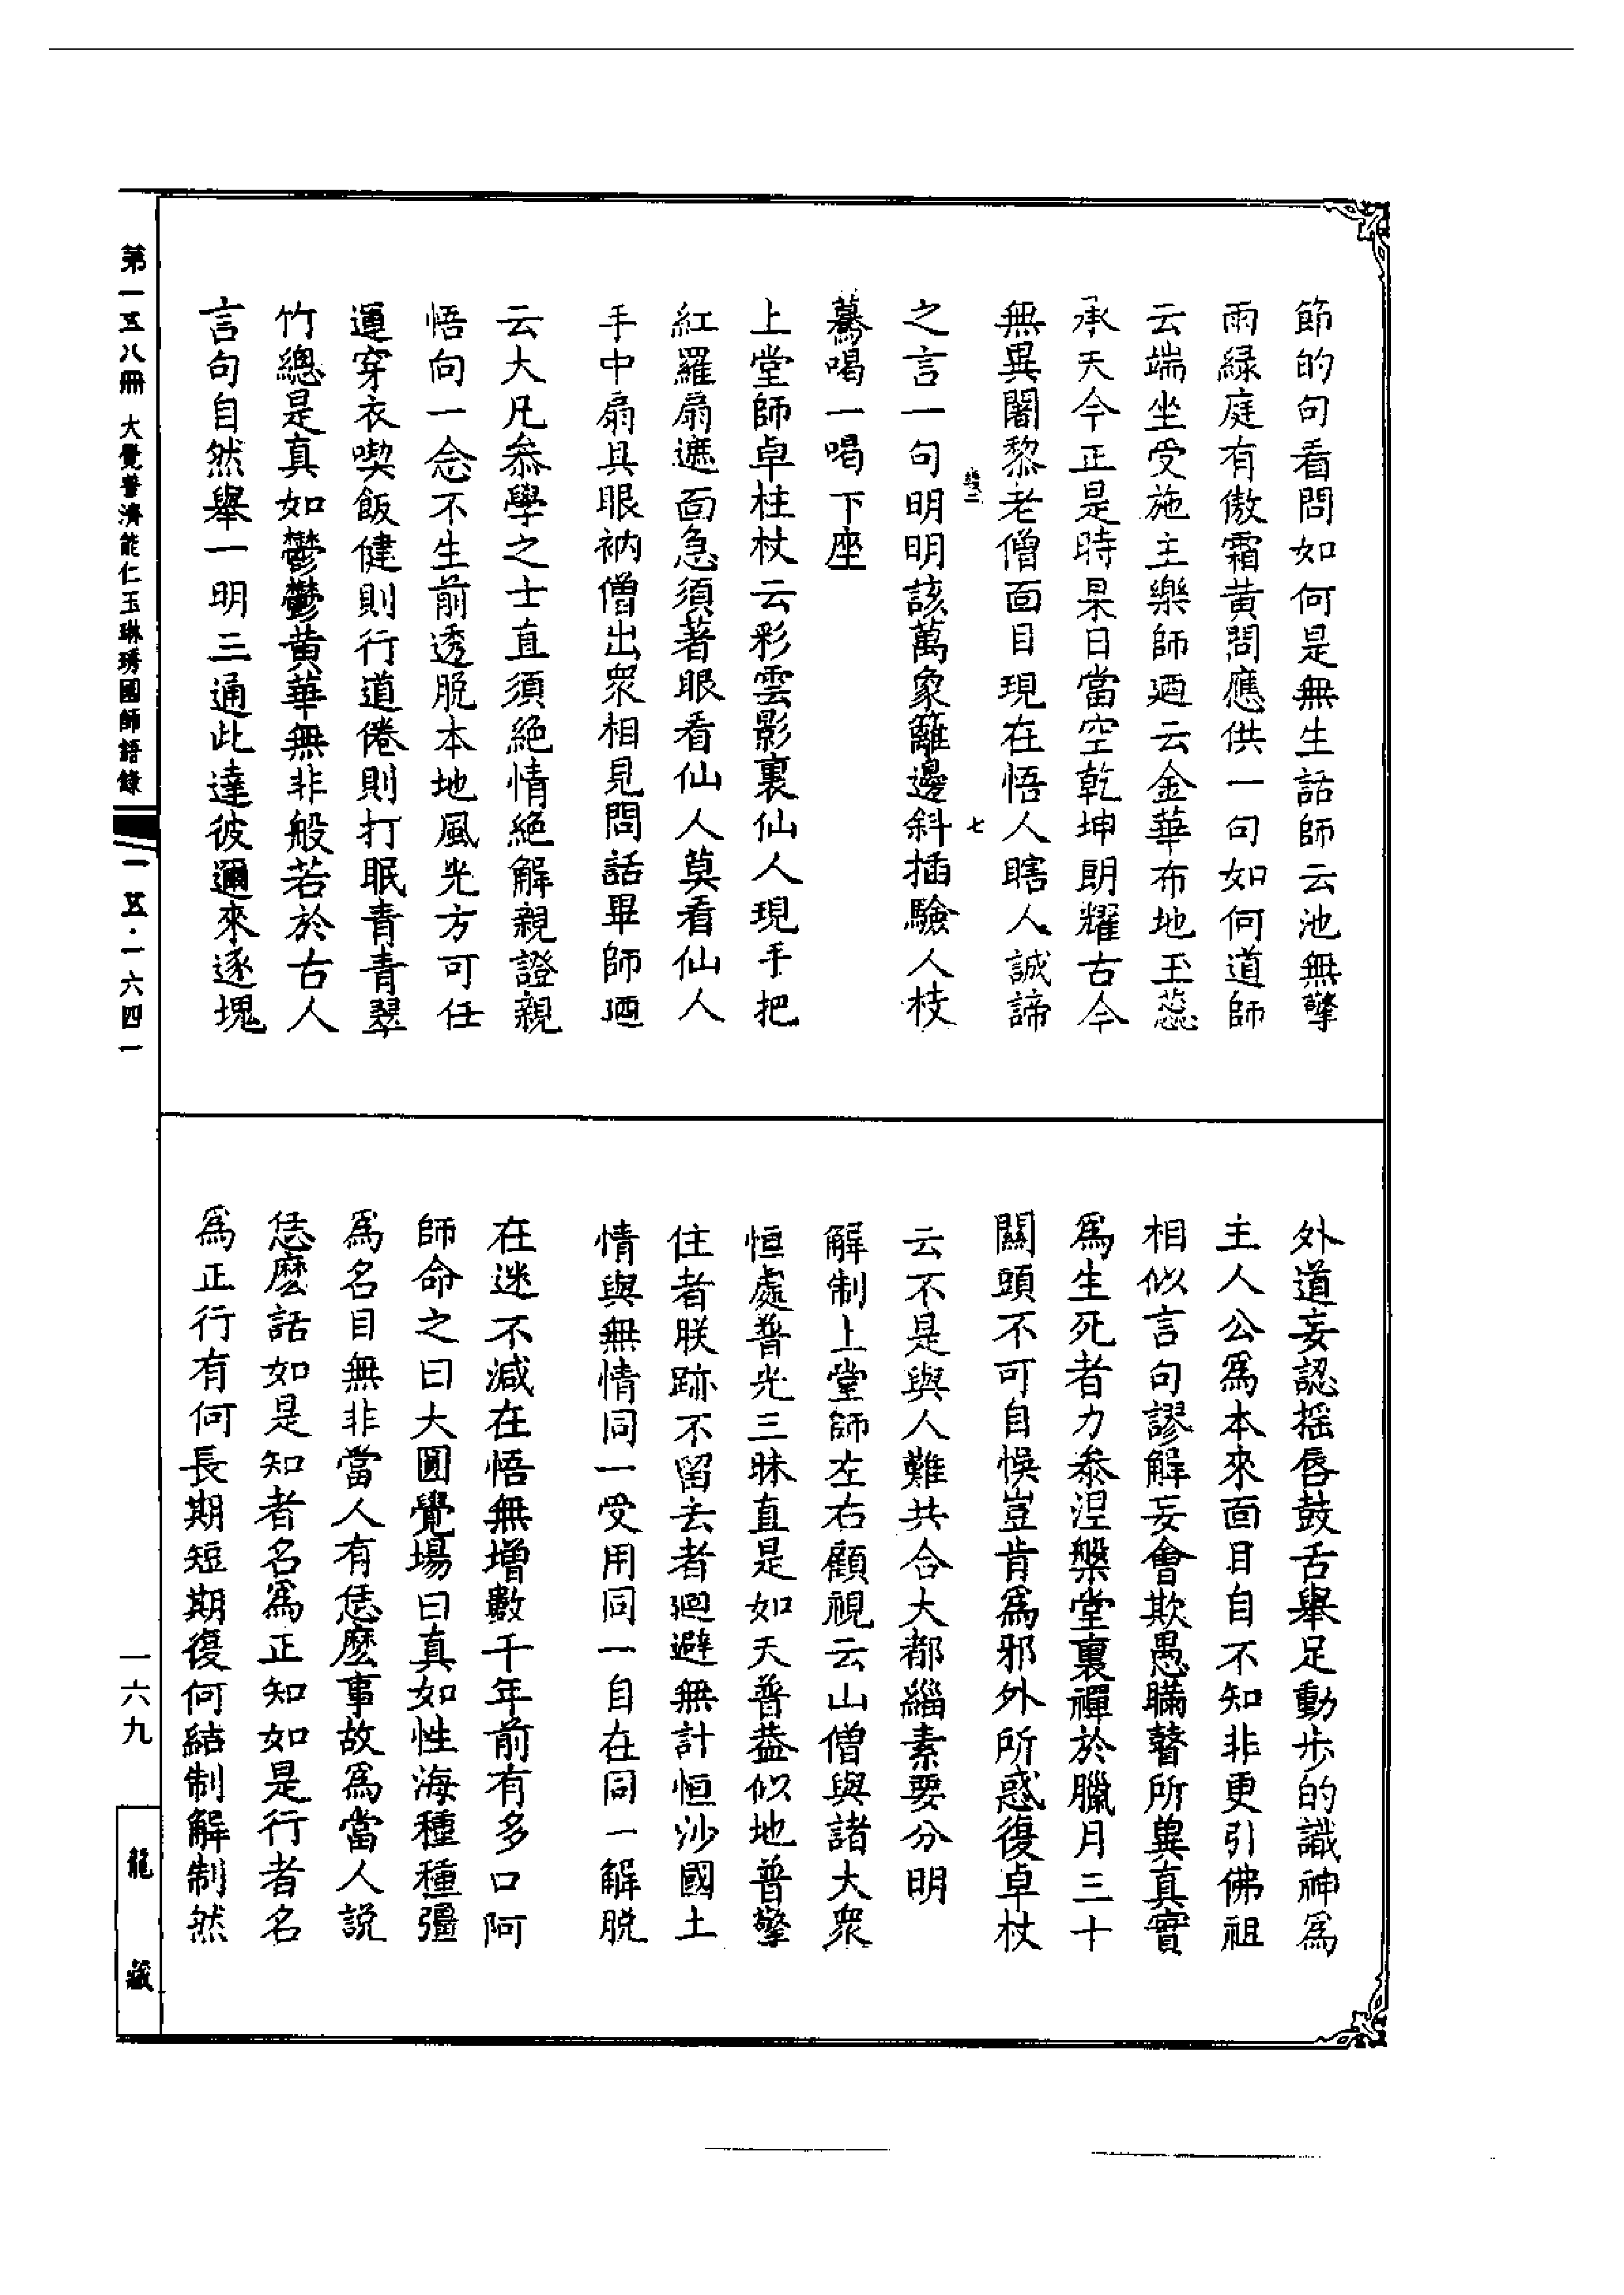 節的句看問如何是無生話師云池無擎
雨緑庭有傲霜黄問應供一句如何道師
云端坐受施主樂師廼云金華布地玉蕊
承天今正是時杲日當空乾坤朗耀古今
無異闍黎老僧面目現在悟人瞎人誠諦
七
之言一句明明該萬象籬邊斜插驗人枝
驀喝一喝下座
上堂師卓柱杖云彩雲影裏仙人現手把
紅羅扇遮面急須著眼看仙人莫看仙人
手中扇具眼衲僧出衆相見問話畢師廼
云大凡叅學之士直須絶情絶解親證親
悟向一念不生前透脫本地風光方可任
運穿衣喫飯健則行道倦則打眠青青翠
竹總是真如鬱鬱黄華無非般若於古人
言句自然舉一明三通此達彼邇來逐塊
外道妄認摇唇鼓舌舉足動步的識神爲
主人公爲本來面目自不知非更引佛祖
相似言句謬解妄會欺愚瞞瞽所兾真實
爲生死者力叅涅槃堂裏禪於臘月三十
關頭不可自悞豈肯爲邪外所惑復卓杖
云不是與人難共合大都緇素要分明
解制上堂師左右顧視云山僧與諸大衆
恒處普光三昧直是如天普葢似地普擎
住者朕跡不留去者廻避無計恒沙國土
情與無情同一受用同一自在同一解脱
在迷不减在悟無增數千年前有多口阿
師命之曰大圓覺場曰真如性海種種彊
爲名目無非當人有恁麽事故爲當人説
恁麽話如是知者名爲正知如是行者名
爲正行有何長期短期復何結制解制然
第一五八冊 大覺普濟能仁玉琳琇國師語錄
一五·一六四一
一六九
龍藏